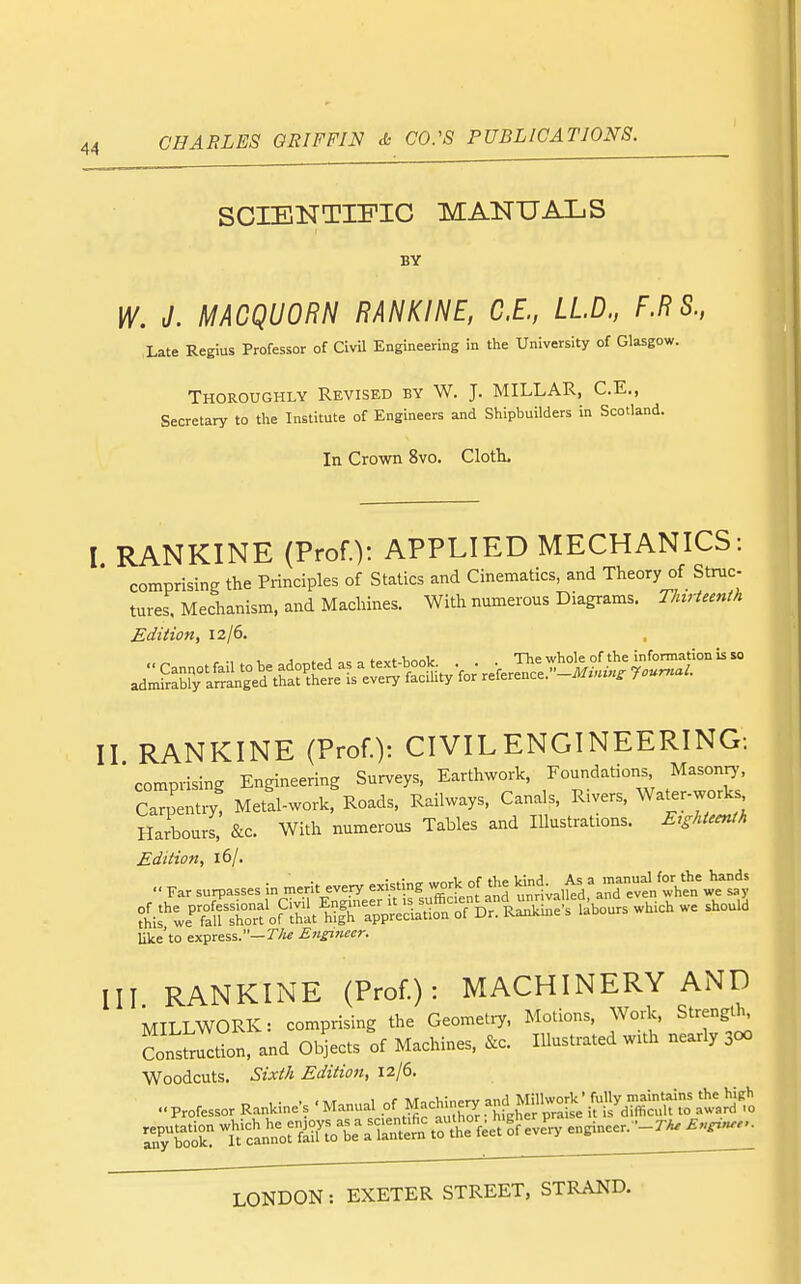 44
CHARLES GRIFFIN & CO.'S PUBLICATIONS.
SCIENTIFIC MANUALS
BY
W. J. MACQUORN RANKINE, C.E., LL.D., F.R S.,
Late Regius Professor of Civil Engineering in the University of Glasgow.
THOROUGHLY REVISED BY W. J. MILLAR, C.E.,
Secretary to the Institute of Engineers and Shipbuilders in Scotland.
In Crown 8vo. Cloth.
I. RANKINE (Prof.): APPLIED MECHANICS:
comprising the Principles of Statics and Cinematics, and Theory of Struc-
tures, Mechanism, and Machines. With numerous Diagrams. Thirteenth
Edition, 12/6.
"Cannot fail to be adopted as a text-book. . . . The whole of the information is so
admirably arranged that there is every facility for reference."—Mining Journal.
II. RANKINE (Prof.): CIVIL ENGINEERING:
comprising Engineering Surveys, Earthwork, Foundations, Masonry,
Carpentry, Metal-work, Roads, Railways, Canals, Rivers, Water-works,
Harbours, &c. With numerous Tables and Illustrations. Eighteenth
Edition, 16/.
"Far surpasses in merit every existing work of the kind. As a manual for the hands
of the professional Civil Engineer it is sufficient and unrivalled, and even when we say
this, we fall short of that high appreciation of Dr. Rankine's labours which we should
like to express."—The Engineer.
III. RANKINE (Prof.): MACHINERY AND
MILLWORK: comprising the Geometry, Motions, Work, Strength,
Construction, and Objects of Machines, &c. Illustrated with nearly 300
Woodcuts. Sixth Edition, 12/6.
"Professor Rankine's 'Manual of Machinery and Millwork' fully maintains the high
reputation which he enjoys as a scientific author; higher praise it is difficult to award to
any book. It cannot fail to be a lantern to the feet of every engineer."—The Engineer.
LONDON: EXETER STREET, STRAND.